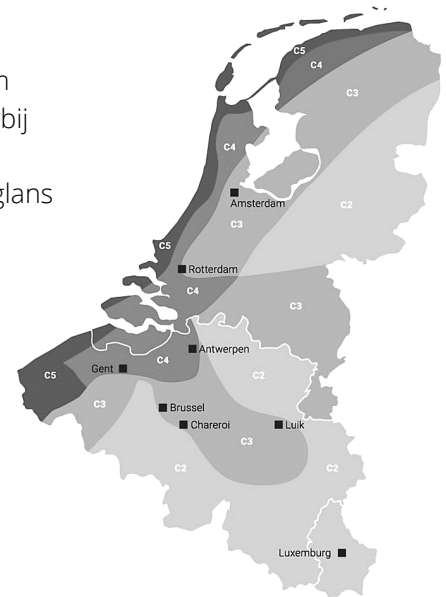 n
bij
glans
C5
C4
C3
C4
C2
Amsterdam
C3
C5
Rotterdam
C4
C3
Antwerpen
C4
Gent
C5
C2
C3
Brussel
Chareroi
Luik
C3
C2
C2
Luxemburg